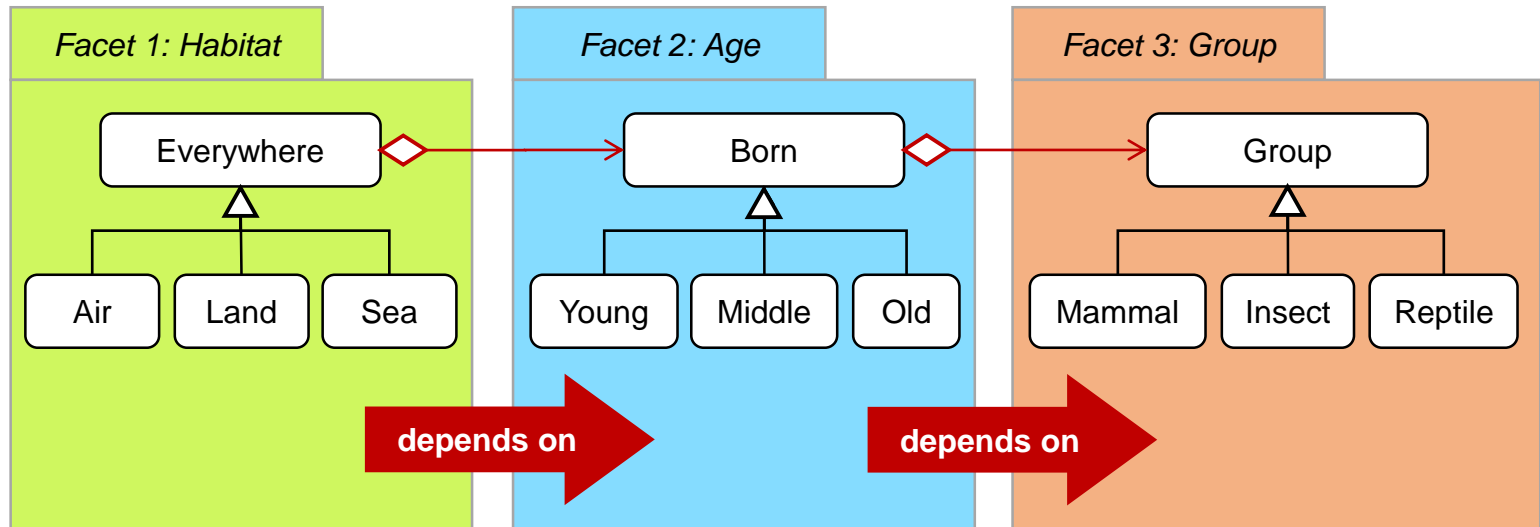 Facet 1: Habitat
Facet 2: Age
Facet 3: Group
Everywhere
Born
Group
Air
Land
Sea
Young
Middle
Old
Mammal
Insect
Reptile
depends on
depends on